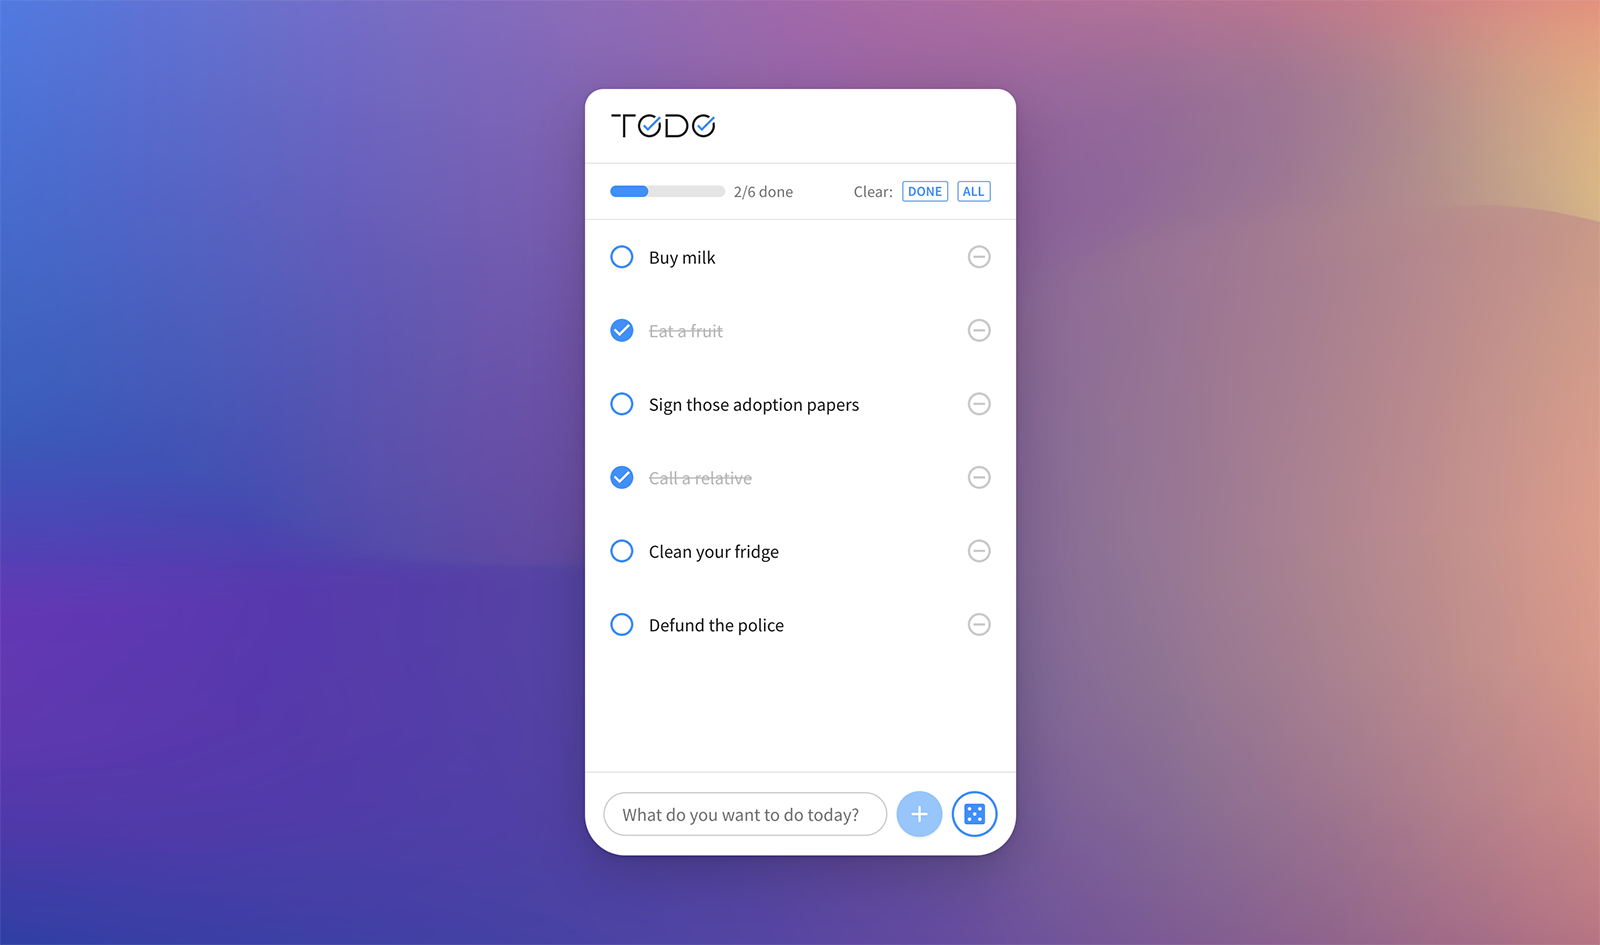 TODO
2/6 done Clear: DONE ALL
Buy milk
Eat a fruit
Sign those adoption papers
Call a relative
Clean your fridge
Defund the police
What do you want to do today?